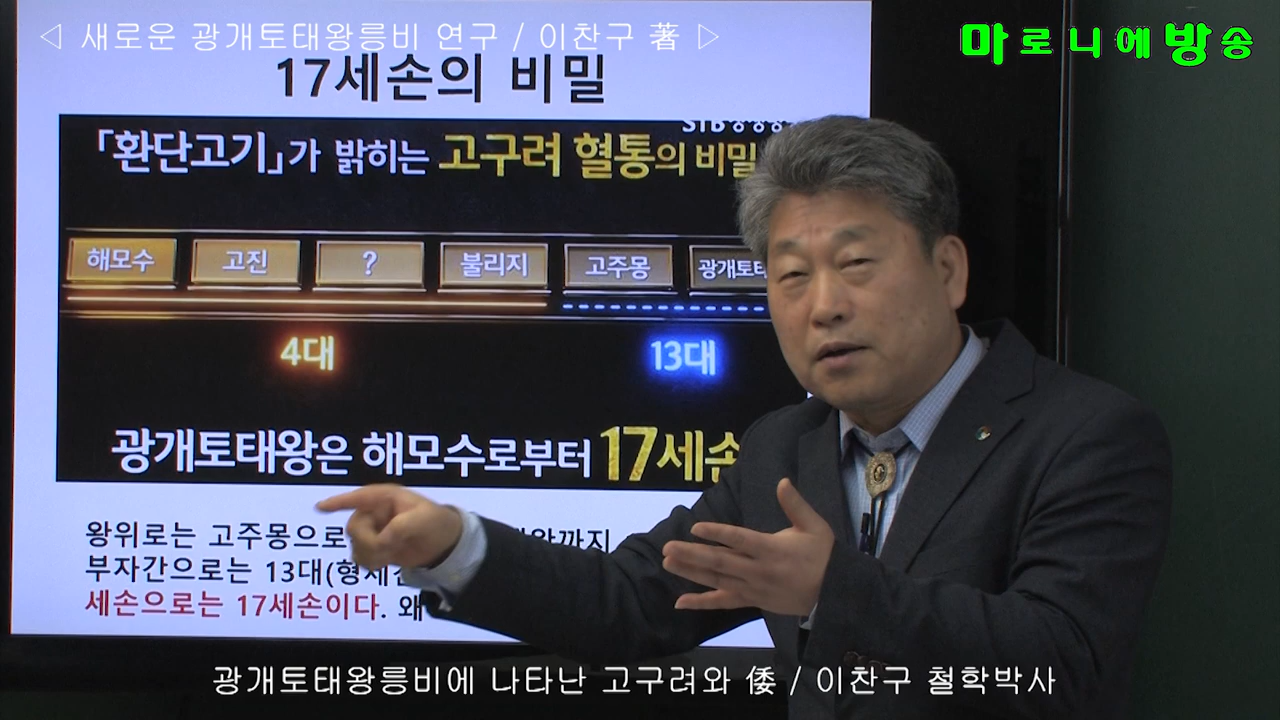 ◁ 새로운 광개토태왕릉비 연구 / 이찬구 著 ▷
마로니에방송
17세손의 비밀
「환단고기」가 밝히는 고구려 혈통의 비밀
해모수 고진 ? 불리지 고주몽 광개토태
4대 13대
광개토태왕은 해모수로부터 17세손
왕위로는 고주몽으로
부자간으로는 13대(형제
세손으로는 17세손이다. 왜
광개토태왕릉비에 나타난 고구려와 倭 / 이찬구 철학박사